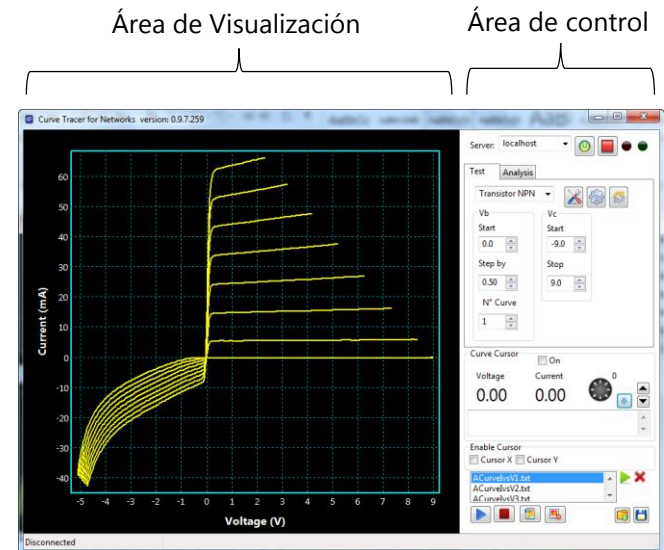 Área de Visualización
Área de control
Curve Tracer for Networks version: 0.9.7.259
Server: localhost
Test Analysis
Transistor NPN
Vb Vc
Start Start
0.0 -9.0
Step by Stop
0.50 9.0
N° Curve
1
Curve Cursor
On
Voltage Current 0
0.00 0.00
Enable Cursor
Cursor X Cursor Y
ACurveIvsV1.txt
ACurveIvsV2.txt
ACurveIvsV3.txt
Current (mA)
60
50
40
30
20
10
0
-10
-20
-30
-40
-5 -4 -3 -2 -1 0 1 2 3 4 5 6 7 8 9
Voltage (V)
Disconnected